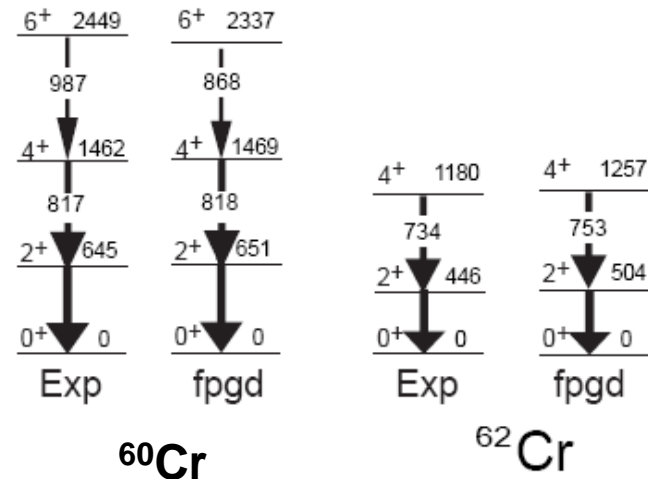 6+ 2449 6+ 2337
987 868
4+ 1462 4+ 1469 4+ 1180 4+ 1257
817 818 734 753
2+ 645 2+ 651 2+ 446 2+ 504
0+ 0 0+ 0 0+ 0 0+ 0
Exp fpgd Exp fpgd
60Cr 62Cr